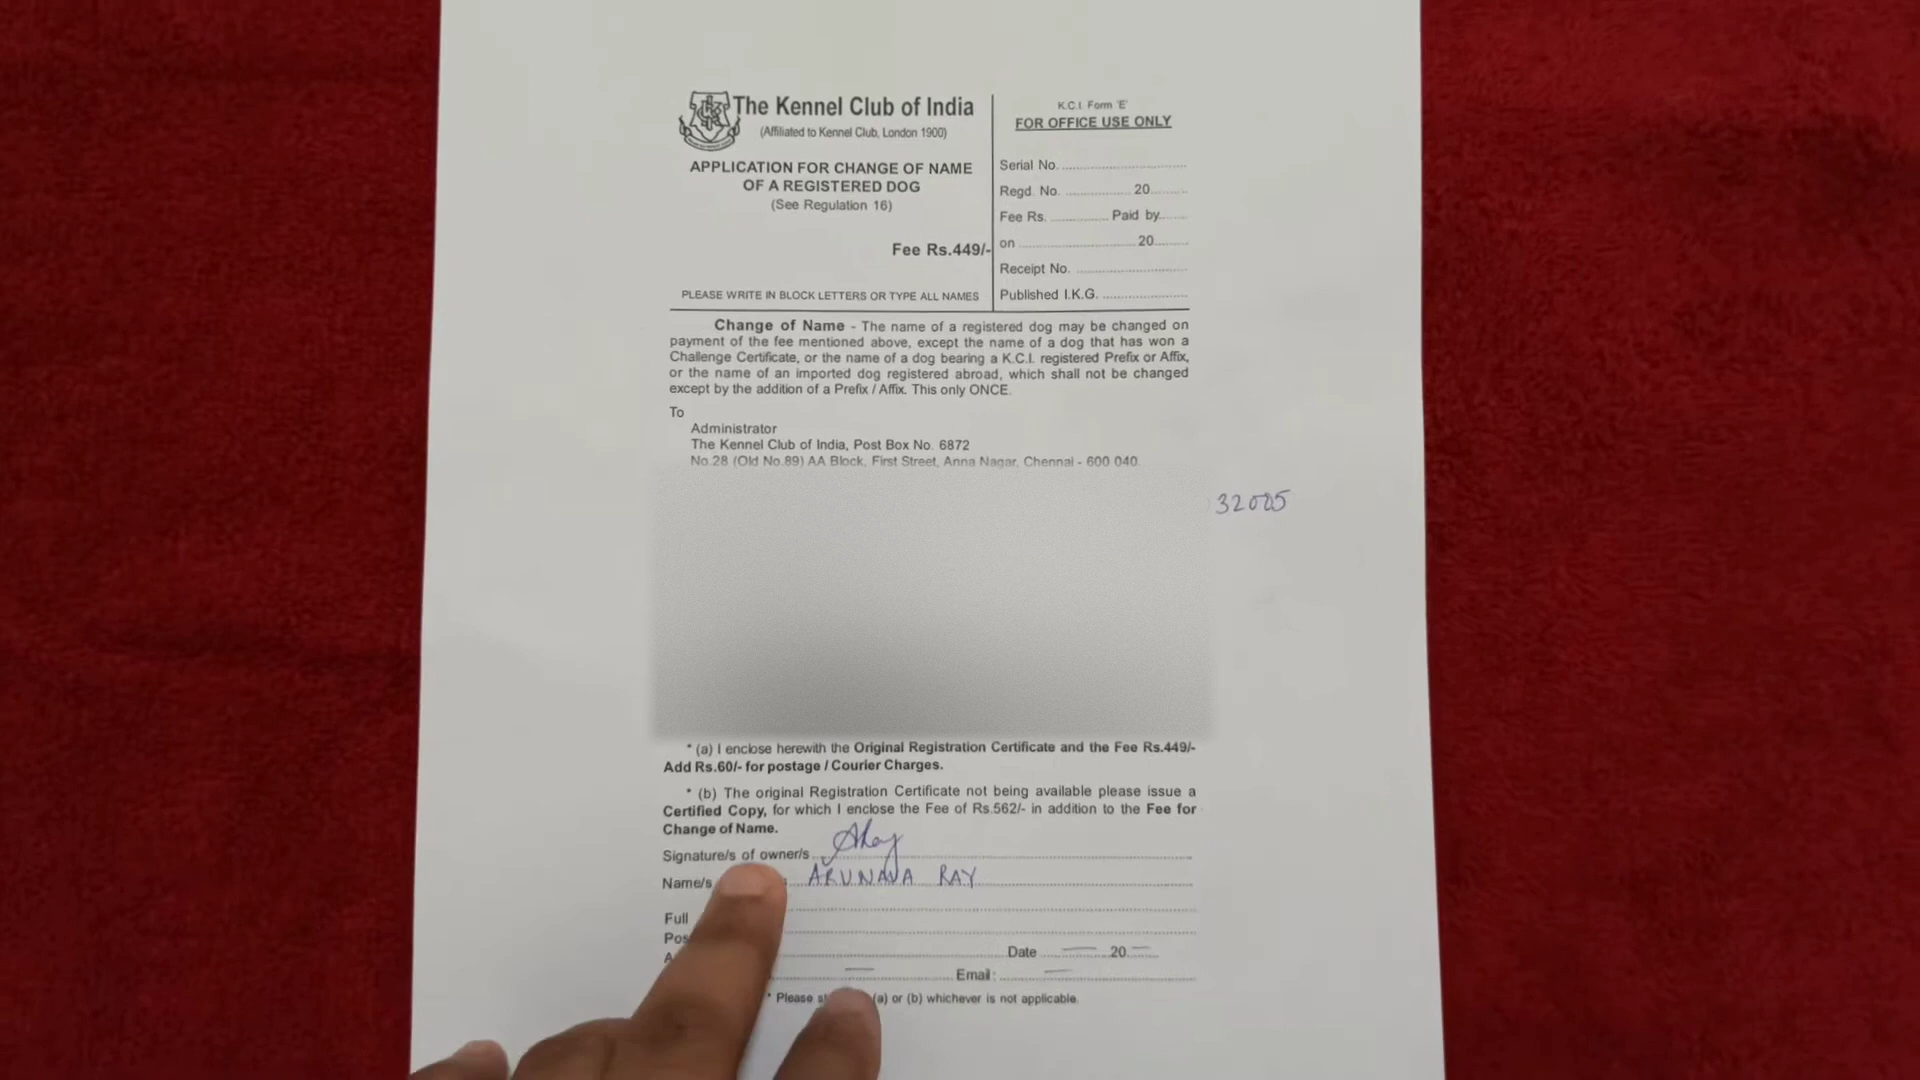 The Kennel Club of India
(Affiliated to Kennel Club, London 1900)
APPLICATION FOR CHANGE OF NAME
OF A REGISTERED DOG
(See Regulation 16)
Fee Rs.449/-
PLEASE WRITE IN BLOCK LETTERS OR TYPE ALL NAMES
K.C.I. Form 'E'
FOR OFFICE USE ONLY
Serial No.
Regd. No. 20
Fee Rs. Paid by
on 20
Receipt No.
Published I.K.G.
Change of Name - The name of a registered dog may be changed on
payment of the fee mentioned above, except the name of a dog that has won a
Challenge Certificate, or the name of a dog bearing a K.C.I. registered Prefix or Affix,
or the name of an imported dog registered abroad, which shall not be changed
except by the addition of a Prefix / Affix. This only ONCE.
To
Administrator
The Kennel Club of India, Post Box No. 6872
No.28 (Old No.89) AA Block, First Street, Anna Nagar, Chennai - 600 040.
* (a) I enclose herewith the Original Registration Certificate and the Fee Rs.449/-
Add Rs.60/- for postage / Courier Charges.
* (b) The original Registration Certificate not being available please issue a
Certified Copy, for which I enclose the Fee of Rs.562/- in addition to the Fee for
Change of Name.
Signature/s of owner/s
Name/s ARUNAVA RAY
Full
Date 20
Email :
* Please (a) or (b) whichever is not applicable.